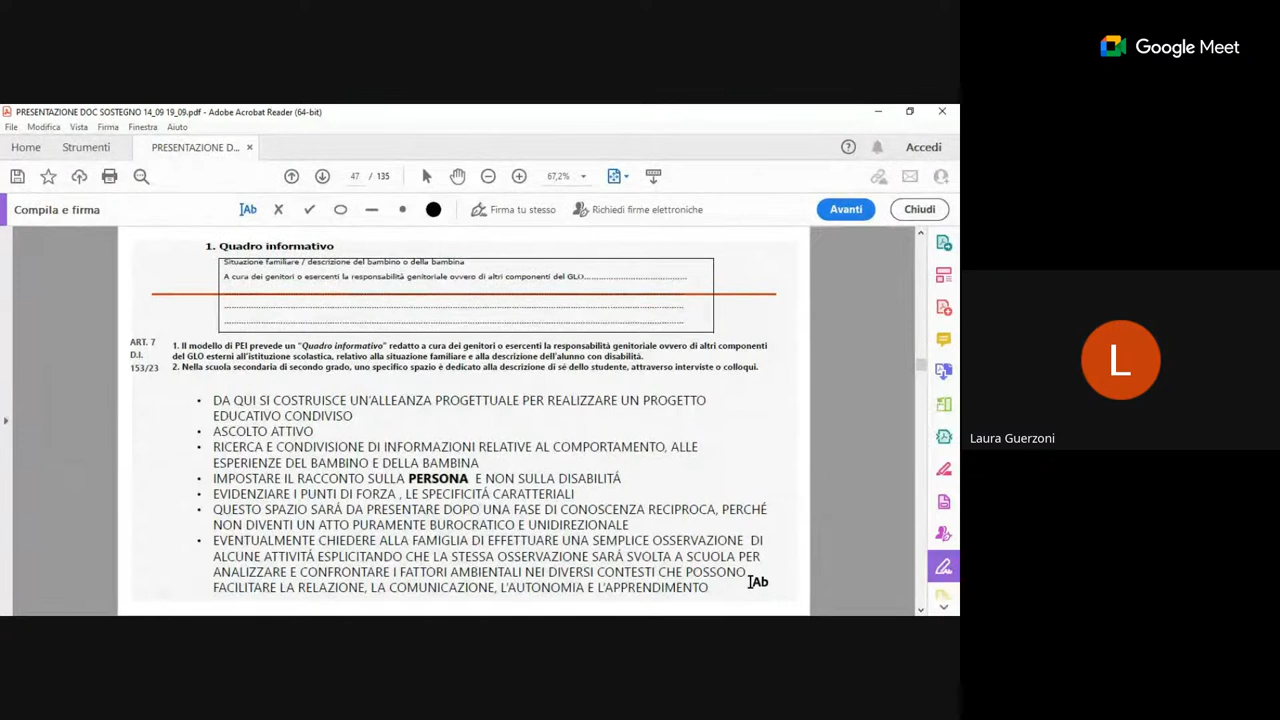 Google Meet
PRESENTAZIONE DOC SOSTEGNO 14_09 19_09.pdf - Adobe Acrobat Reader (64-bit)
File Modifica Vista Firma Finestra Aiuto
Home Strumenti PRESENTAZIONE D... × Accedi
47 / 135 67,2%
Compila e firma Ab Firma tu stesso Richiedi firme elettroniche Avanti Chiudi
1. Quadro informativo
Situazione familiare / descrizione del bambino o della bambina
A cura dei genitori o esercenti la responsabilità genitoriale ovvero di altri componenti del GLO.......................................
ART. 7
D.I.
153/23
1. Il modello di PEI prevede un "Quadro informativo" redatto a cura dei genitori o esercenti la responsabilità genitoriale ovvero di altri componenti
del GLO esterni all'istituzione scolastica, relativo alla situazione familiare e alla descrizione dell'alunno con disabilità.
2. Nella scuola secondaria di secondo grado, uno specifico spazio è dedicato alla descrizione di sé dello studente, attraverso interviste o colloqui.
• DA QUI SI COSTRUISCE UN'ALLEANZA PROGETTUALE PER REALIZZARE UN PROGETTO
EDUCATIVO CONDIVISO
• ASCOLTO ATTIVO
• RICERCA E CONDIVISIONE DI INFORMAZIONI RELATIVE AL COMPORTAMENTO, ALLE
ESPERIENZE DEL BAMBINO E DELLA BAMBINA
• IMPOSTARE IL RACCONTO SULLA PERSONA E NON SULLA DISABILITÁ
• EVIDENZIARE I PUNTI DI FORZA , LE SPECIFICITÁ CARATTERIALI
• QUESTO SPAZIO SARÁ DA PRESENTARE DOPO UNA FASE DI CONOSCENZA RECIPROCA, PERCHÉ
NON DIVENTI UN ATTO PURAMENTE BUROCRATICO E UNIDIREZIONALE
• EVENTUALMENTE CHIEDERE ALLA FAMIGLIA DI EFFETTUARE UNA SEMPLICE OSSERVAZIONE DI
ALCUNE ATTIVITÁ ESPLICITANDO CHE LA STESSA OSSERVAZIONE SARÁ SVOLTA A SCUOLA PER
ANALIZZARE E CONFRONTARE I FATTORI AMBIENTALI NEI DIVERSI CONTESTI CHE POSSONO
FACILITARE LA RELAZIONE, LA COMUNICAZIONE, L'AUTONOMIA E L'APPRENDIMENTO
Ab
L
Laura Guerzoni